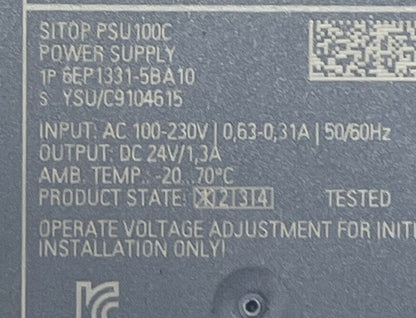 SITOP PSU100C
POWER SUPPLY
1P 6EP1331-5BA10
S YSU/C9104615
INPUT: AC 100-230V | 0,63-0,31A | 50/60Hz
OUTPUT: DC 24V/1,3A
AMB. TEMP.: -20...70°C
PRODUCT STATE: X 2 3 4 TESTED
OPERATE VOLTAGE ADJUSTMENT FOR INITI
INSTALLATION ONLY!